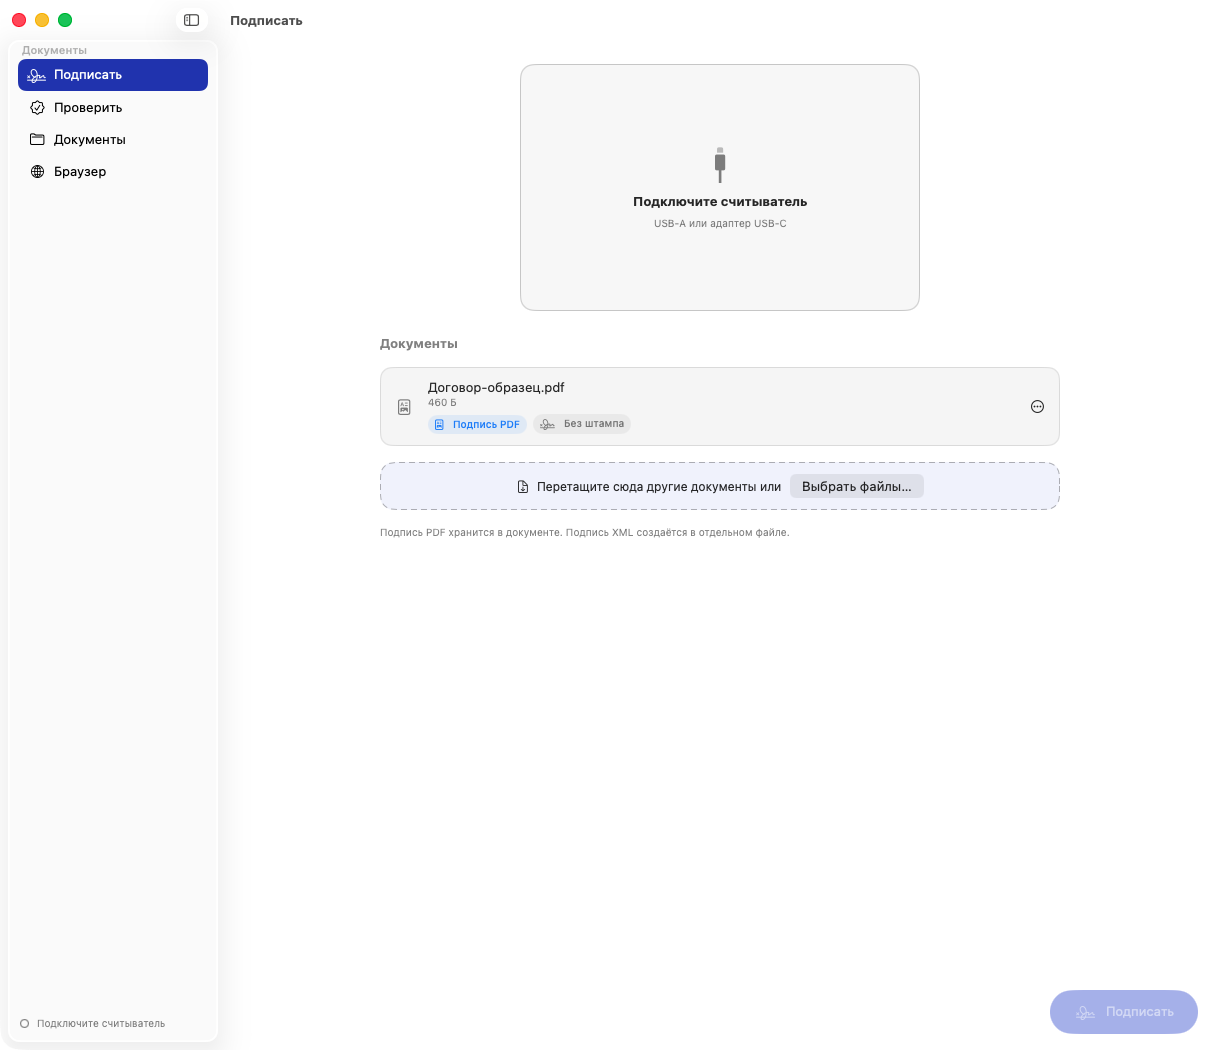 Подписать
Документы
Подписать
Проверить
Документы
Браузер
Подключите считыватель
USB-A или адаптер USB-C
Документы
Договор-образец.pdf
460 Б
Подпись PDF
Без штампа
Перетащите сюда другие документы или
Выбрать файлы...
Подпись PDF хранится в документе. Подпись XML создаётся в отдельном файле.
Подключите считыватель
Подписать